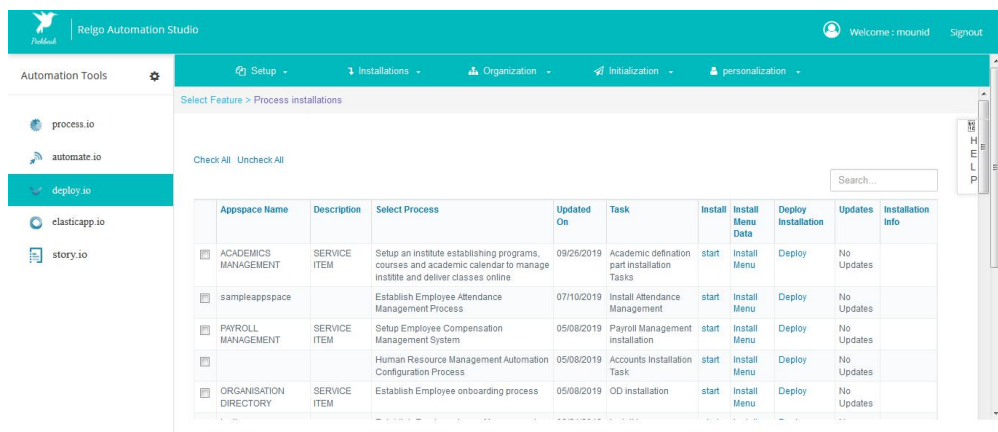 Relgo Automation Studio
Welcome : mounid
Signout
Automation Tools
Setup
Installations
Organization
Initialization
personalization
Select Feature > Process installations
process.io
automate.io
deploy.io
elasticapp.io
story.io
H
E
L
P
Check All Uncheck All
Search...
Appspace Name Description Select Process Updated On Task Install Install Menu Data Deploy Installation Updates Installation Info
ACADEMICS SERVICE Setup an institute establishing programs, 09/26/2019 Academic defination start Install Deploy No
MANAGEMENT ITEM courses and academic calendar to manage part installation Menu Updates
institite and deliver classes online Tasks
sampleappspace Establish Employee Attendance 07/10/2019 Install Attendance start Install Deploy No
Management Process Management Menu Updates
PAYROLL SERVICE Setup Employee Compensation 05/08/2019 Payroll Management start Install Deploy No
MANAGEMENT ITEM Management System installation Menu Updates
Human Resource Management Automation 05/08/2019 Accounts Installation start Install Deploy No
Configuration Process Task Menu Updates
ORGANISATION SERVICE Establish Employee onboarding process 05/08/2019 OD installation start Install Deploy No
DIRECTORY ITEM Menu Updates